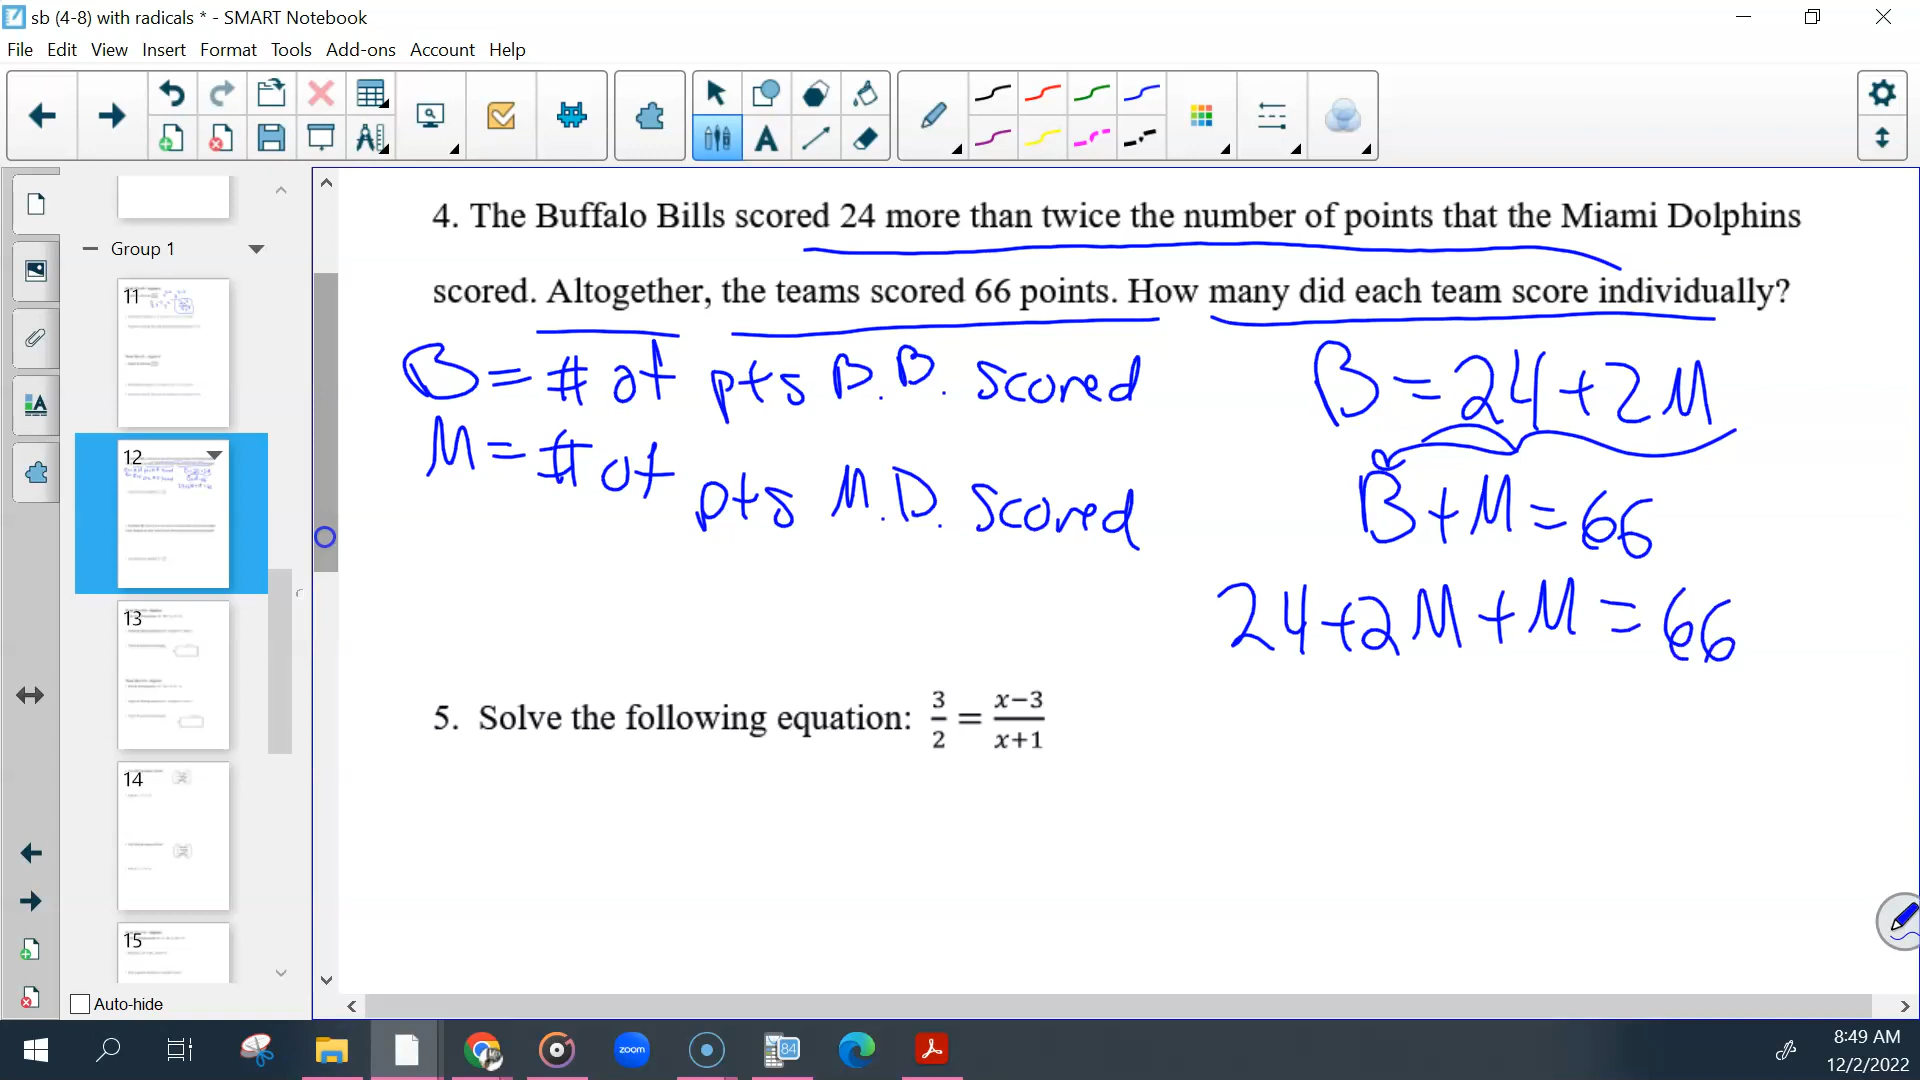 sb (4-8) with radicals * - SMART Notebook
File Edit View Insert Format Tools Add-ons Account Help
Group 1
11
12
13
14
15
Auto-hide
4. The Buffalo Bills scored 24 more than twice the number of points that the Miami Dolphins
scored. Altogether, the teams scored 66 points. How many did each team score individually?
B = # of pts B.B. scored
M = # of pts M.D. scored
B = 24 + 2M
B + M = 66
24 + 2M + M = 66
5. Solve the following equation: 3/2 = x−3/x+1
zoom
84
8:49 AM
12/2/2022